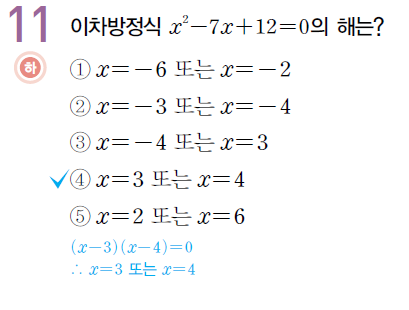 11 이차방정식 x²−7x+12=0의 해는?
하
① x=−6 또는 x=−2
② x=−3 또는 x=−4
③ x=−4 또는 x=3
④ x=3 또는 x=4
⑤ x=2 또는 x=6
(x−3)(x−4)=0
∴ x=3 또는 x=4